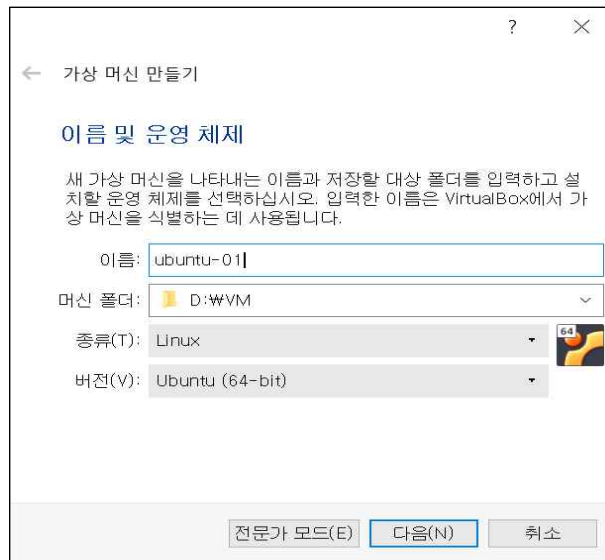 ?
가상 머신 만들기
이름 및 운영 체제
새 가상 머신을 나타내는 이름과 저장할 대상 폴더를 입력하고 설
치할 운영 체제를 선택하십시오. 입력한 이름은 VirtualBox에서 가
상 머신을 식별하는 데 사용됩니다.
이름: ubuntu-01
머신 폴더: D:₩VM
종류(T): Linux
64
버전(V): Ubuntu (64-bit)
전문가 모드(E) 다음(N) 취소